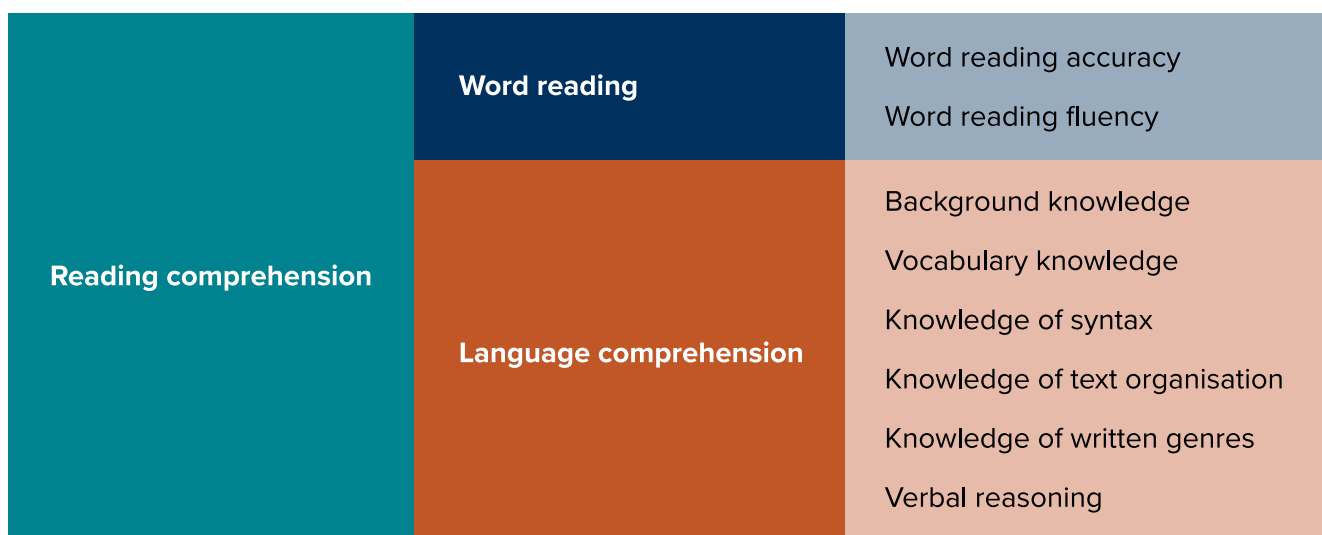 Reading comprehension
Word reading
Word reading accuracy
Word reading fluency
Language comprehension
Background knowledge
Vocabulary knowledge
Knowledge of syntax
Knowledge of text organisation
Knowledge of written genres
Verbal reasoning